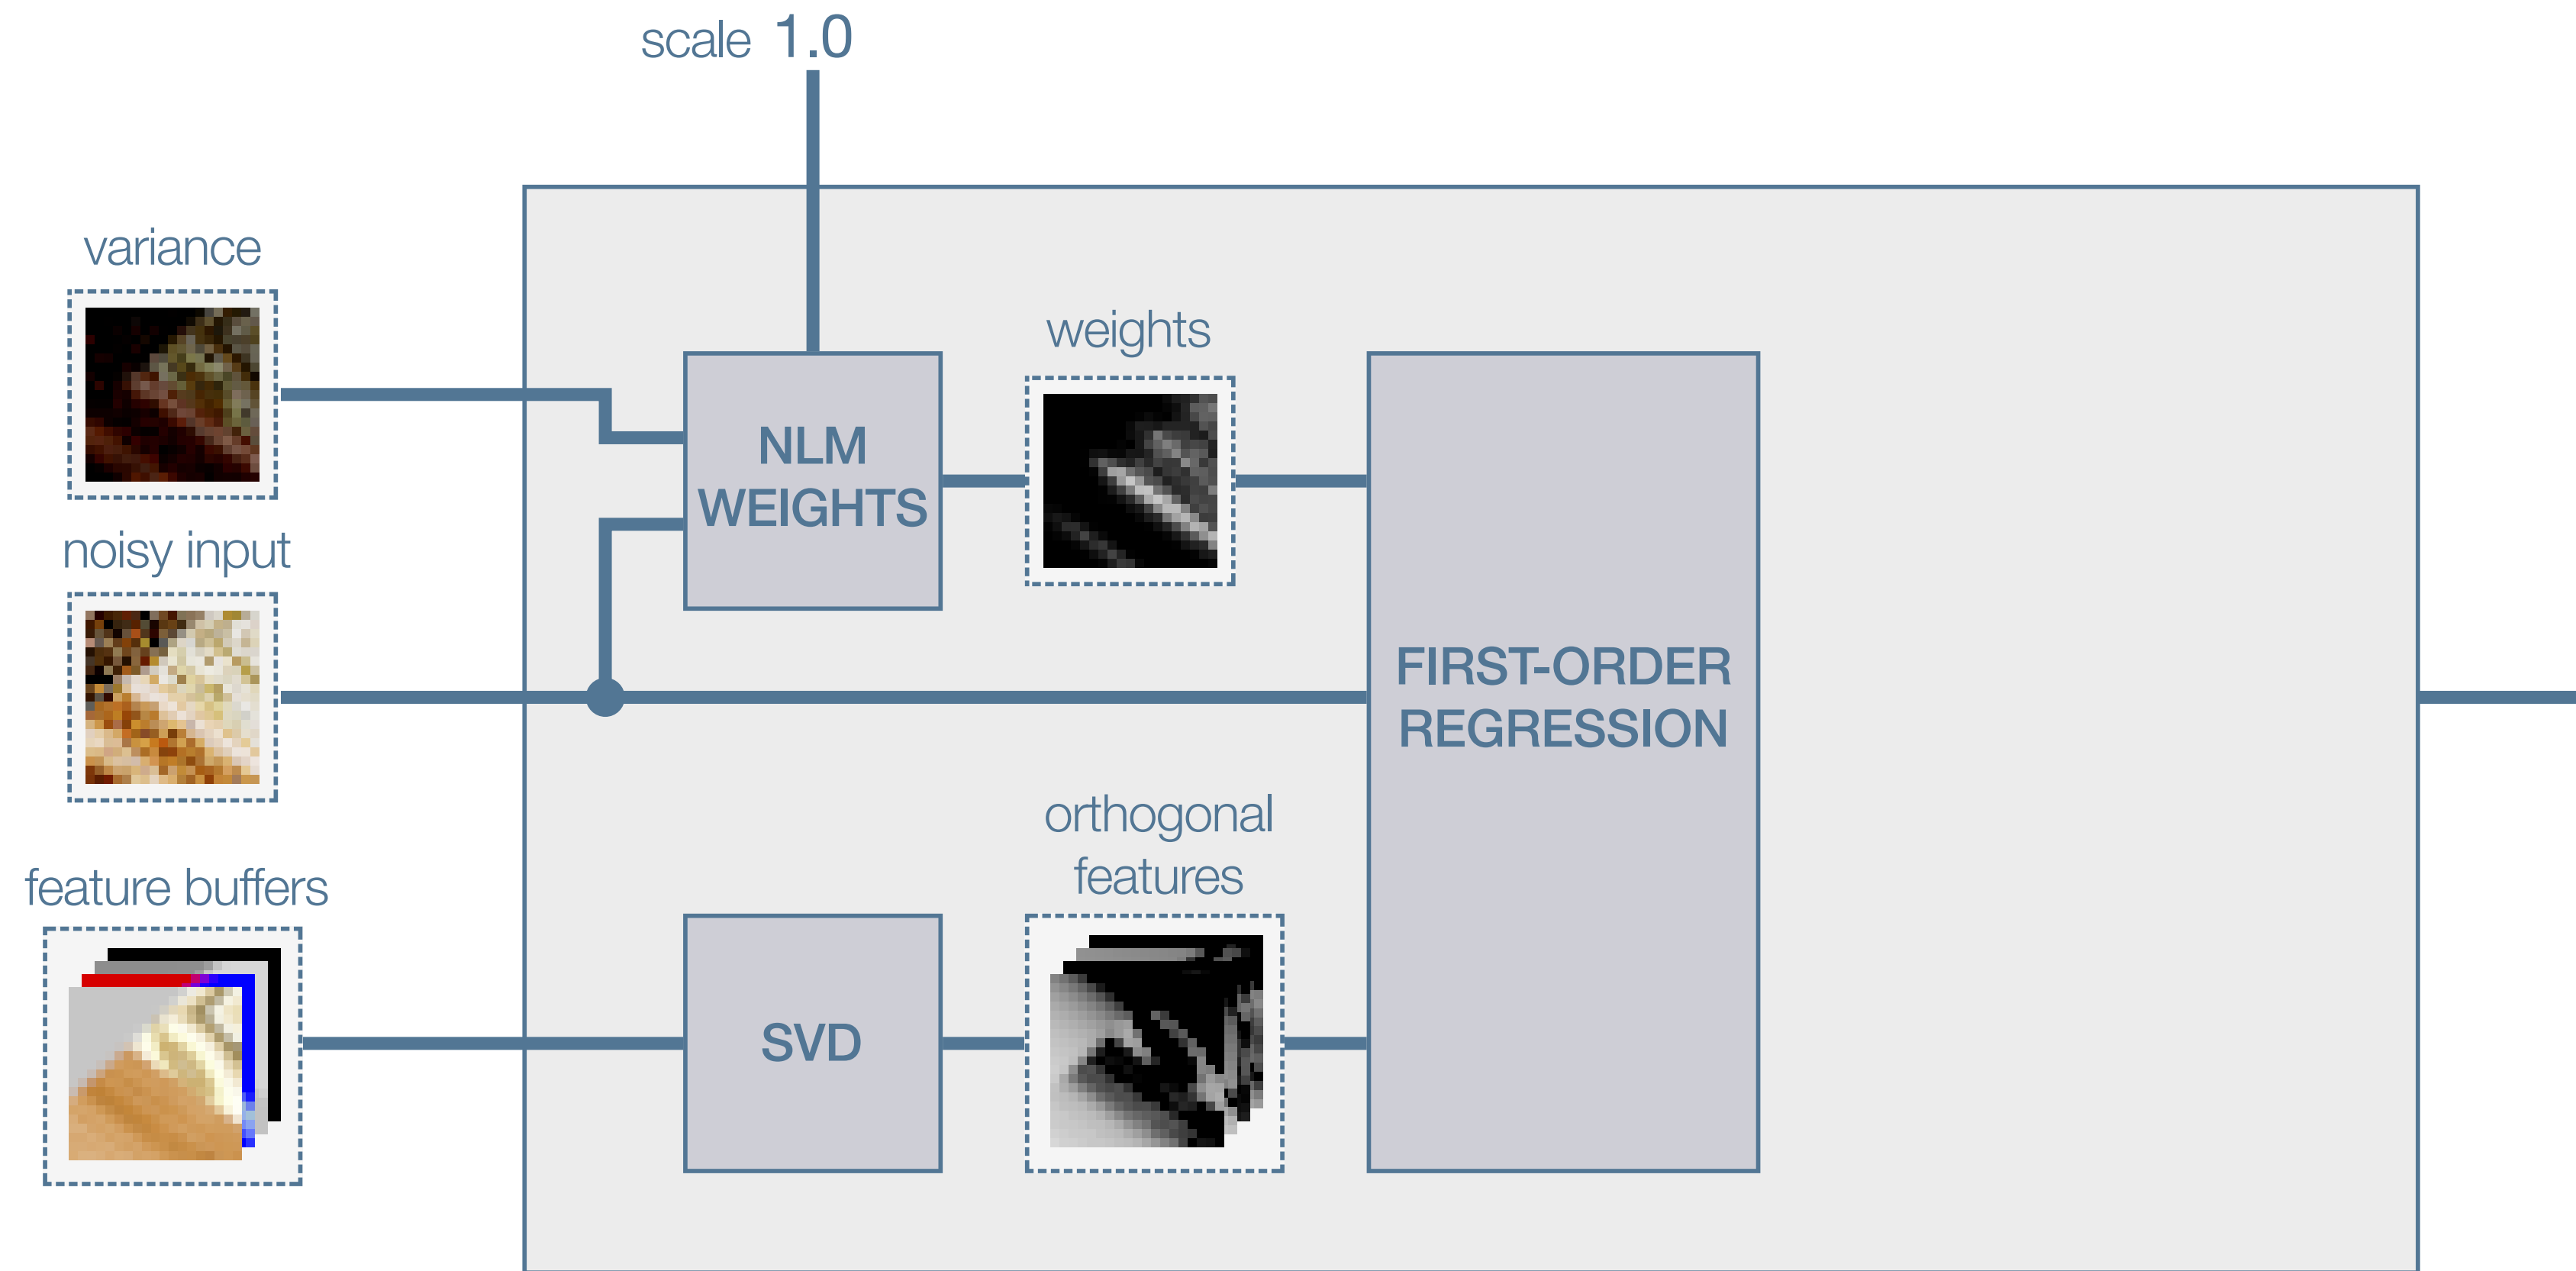 scale 1.0
variance
weights
NLM
WEIGHTS
noisy input
FIRST-ORDER
REGRESSION
orthogonal
features
feature buffers
SVD